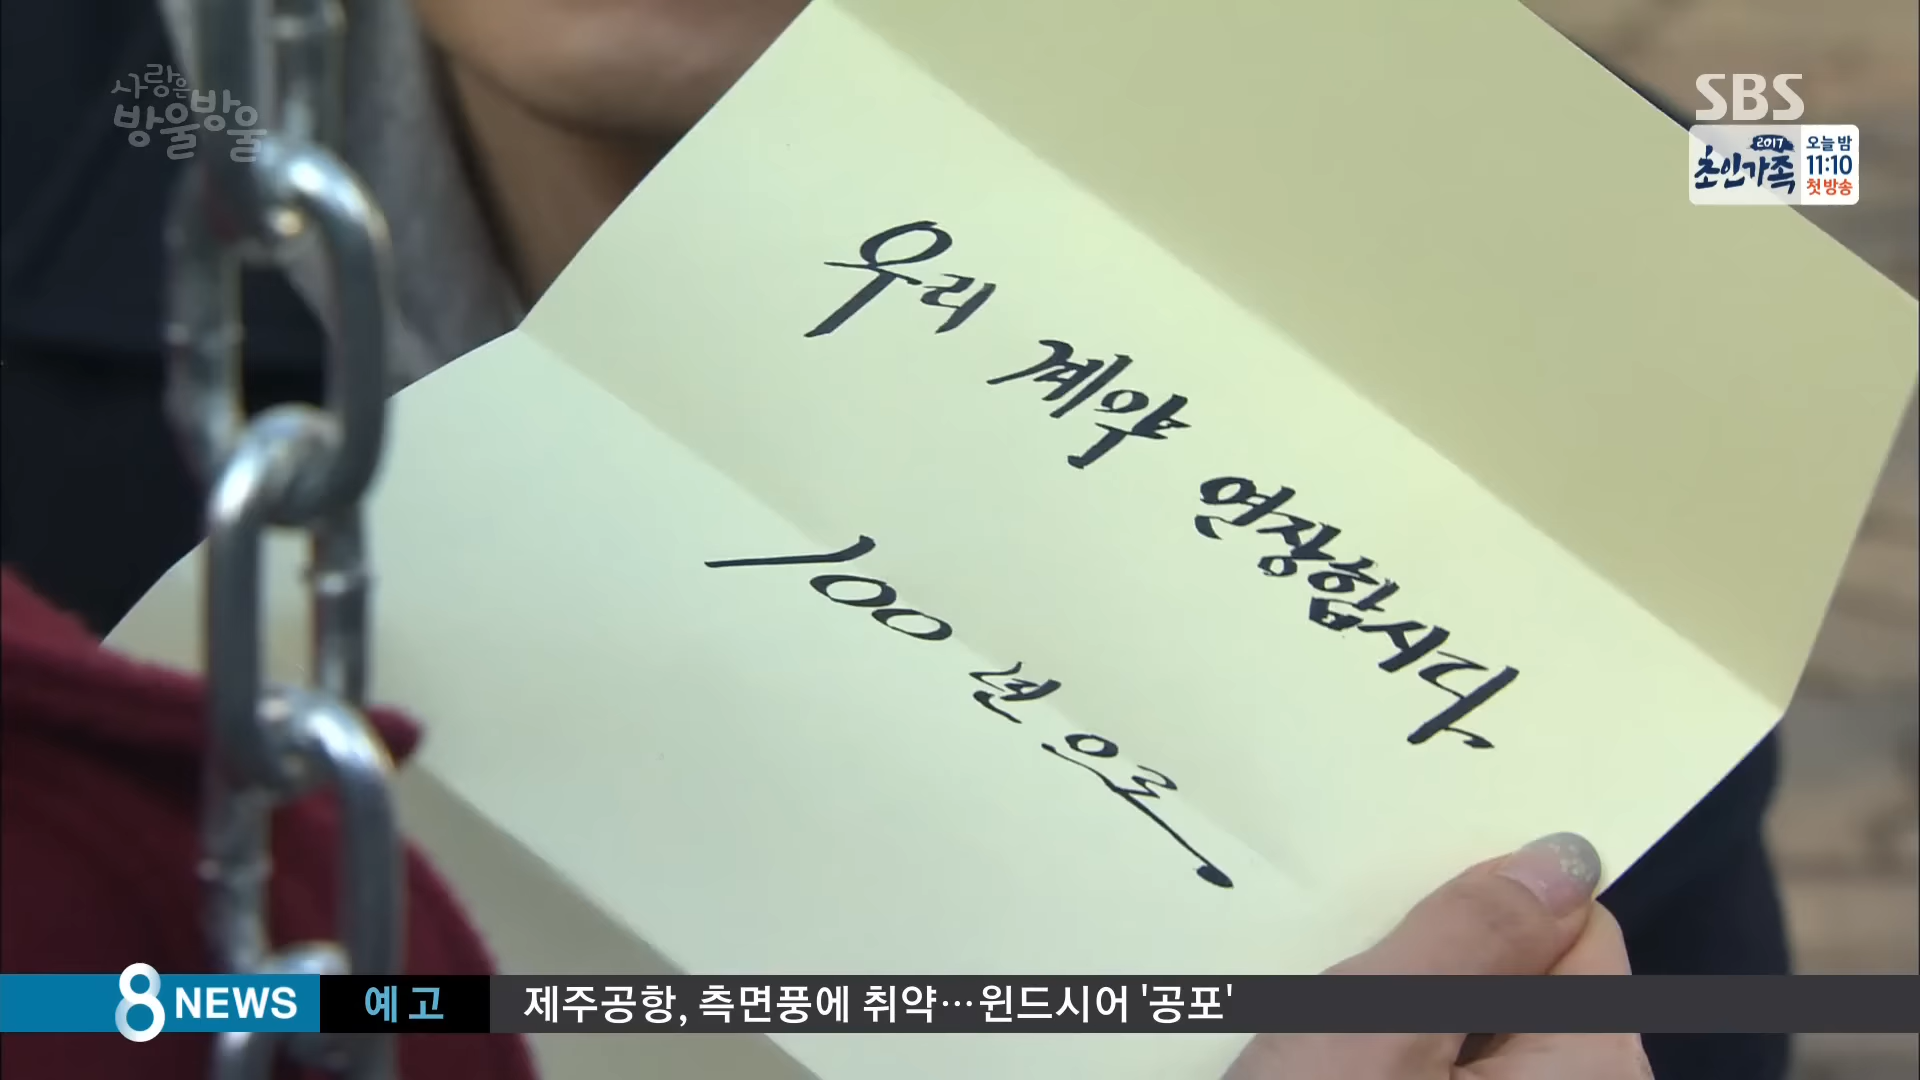 사랑은
방울방울
SBS
2017
초인가족
오늘 밤
11:10
첫방송
우리 계약 연장합시다
100년으로
8 NEWS
예고
제주공항, 측면풍에 취약…윈드시어 '공포'